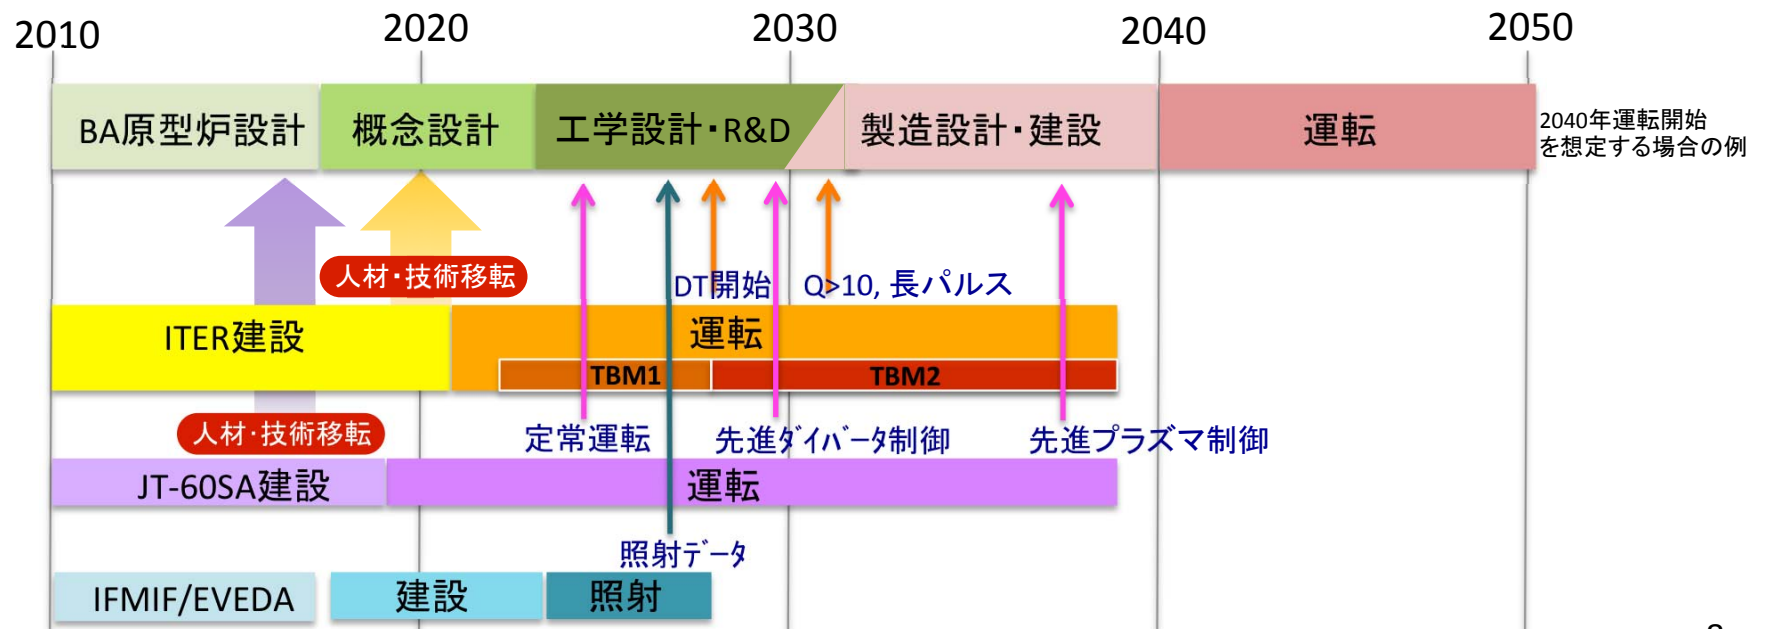 2010
2020
2030
2040
2050
BA原型炉設計
概念設計
工学設計・R&D
製造設計・建設
運転
2040年運転開始
を想定する場合の例
人材・技術移転
DT開始
Q>10, 長パルス
ITER建設
運転
TBM1
TBM2
人材・技術移転
定常運転
先進ﾀﾞｲﾊﾞｰﾀ制御
先進プラズマ制御
JT-60SA建設
運転
照射ﾃﾞｰﾀ
IFMIF/EVEDA
建設
照射